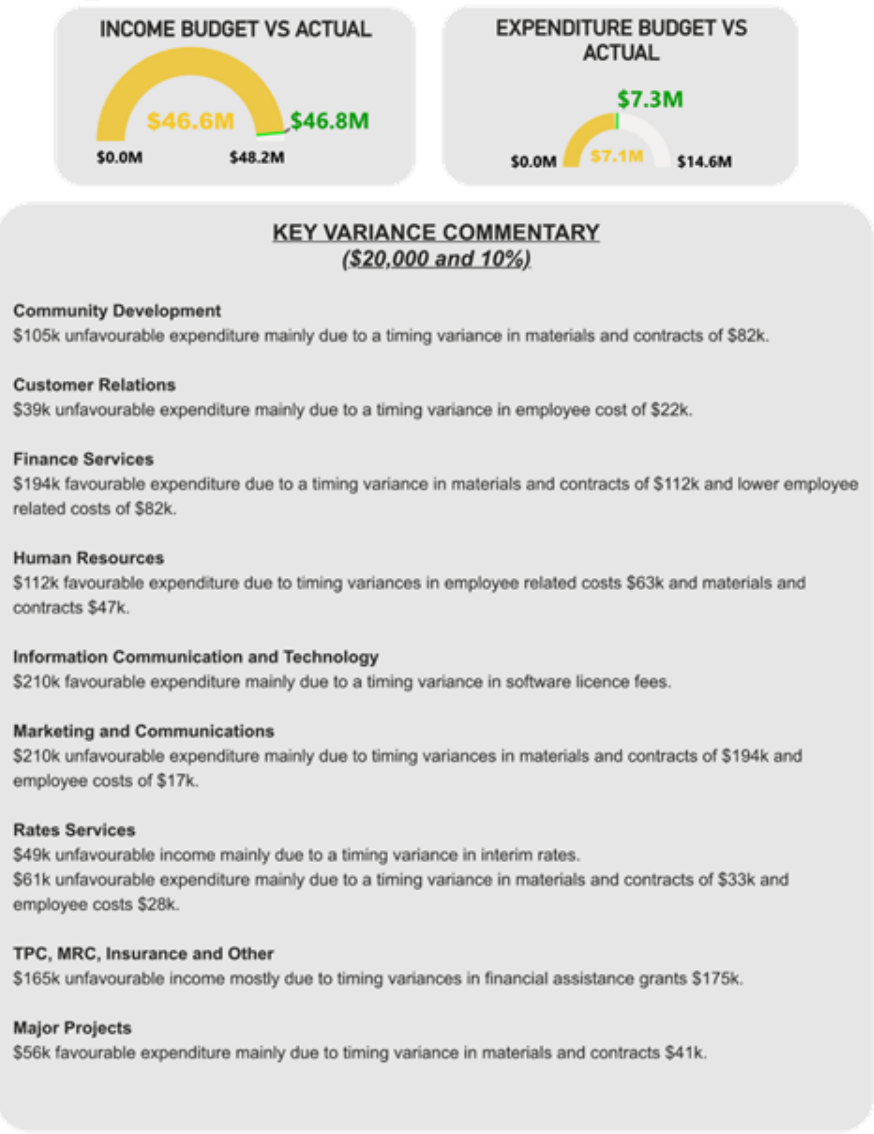 INCOME BUDGET VS ACTUAL
$46.6M
$46.8M
$0.0M
$48.2M
EXPENDITURE BUDGET VS
ACTUAL
$7.3M
$0.0M
$7.1M
$14.6M
KEY VARIANCE COMMENTARY
($20,000 and 10%)
Community Development
$105k unfavourable expenditure mainly due to a timing variance in materials and contracts of $82k.
Customer Relations
$39k unfavourable expenditure mainly due to a timing variance in employee cost of $22k.
Finance Services
$194k favourable expenditure due to a timing variance in materials and contracts of $112k and lower employee
related costs of $82k.
Human Resources
$112k favourable expenditure due to timing variances in employee related costs $63k and materials and
contracts $47k.
Information Communication and Technology
$210k favourable expenditure mainly due to a timing variance in software licence fees.
Marketing and Communications
$210k unfavourable expenditure mainly due to timing variances in materials and contracts of $194k and
employee costs of $17k.
Rates Services
$49k unfavourable income mainly due to a timing variance in interim rates.
$61k unfavourable expenditure mainly due to a timing variance in materials and contracts of $33k and
employee costs $28k.
TPC, MRC, Insurance and Other
$165k unfavourable income mostly due to timing variances in financial assistance grants $175k.
Major Projects
$56k favourable expenditure mainly due to timing variance in materials and contracts $41k.